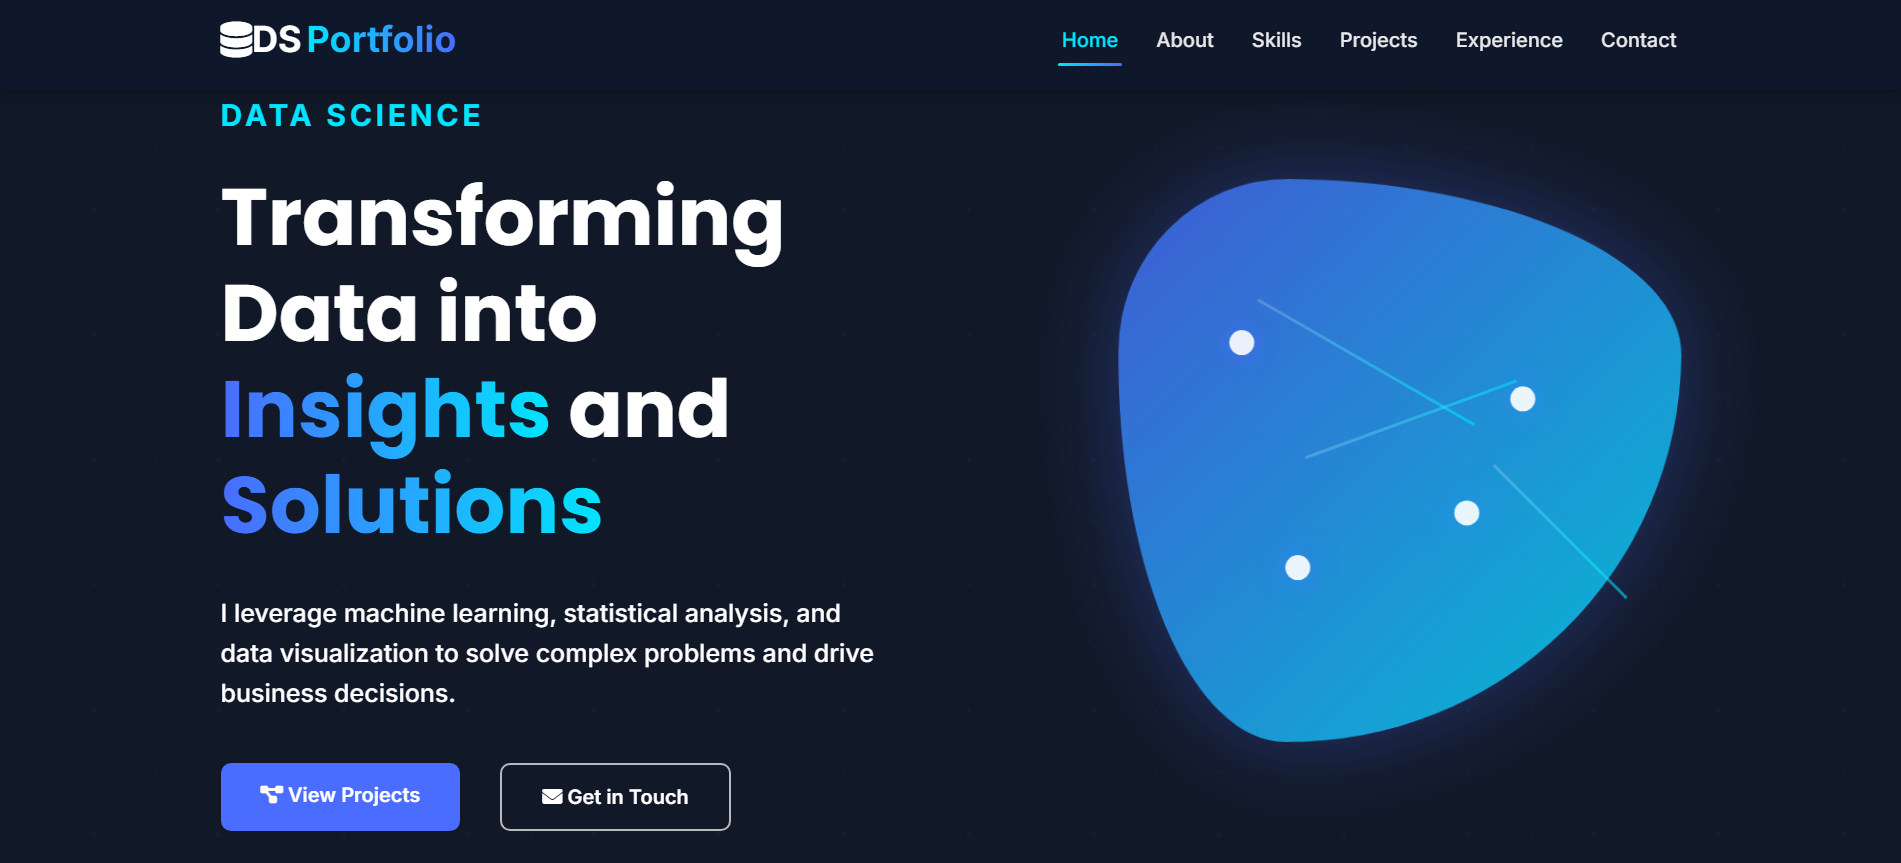 DS Portfolio
Home About Skills Projects Experience Contact
DATA SCIENCE
Transforming
Data into
Insights and
Solutions
I leverage machine learning, statistical analysis, and
data visualization to solve complex problems and drive
business decisions.
View Projects
Get in Touch